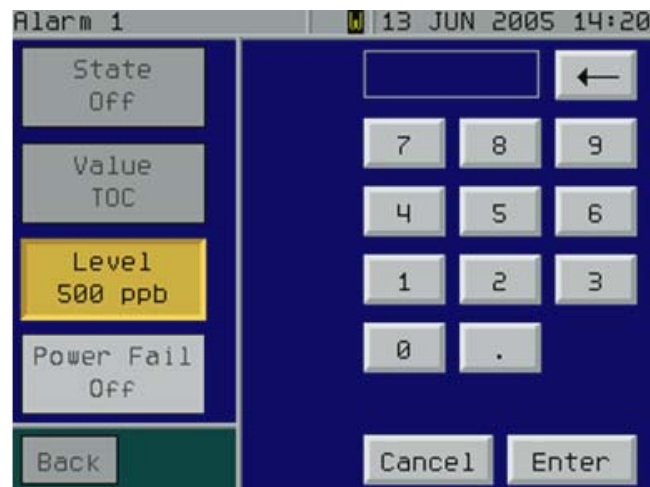 Alarm 1 W 13 JUN 2005 14:20
State
Off
Value
TOC
Level
500 ppb
Power Fail
Off
Back
←
7 8 9
4 5 6
1 2 3
0 .
Cancel Enter